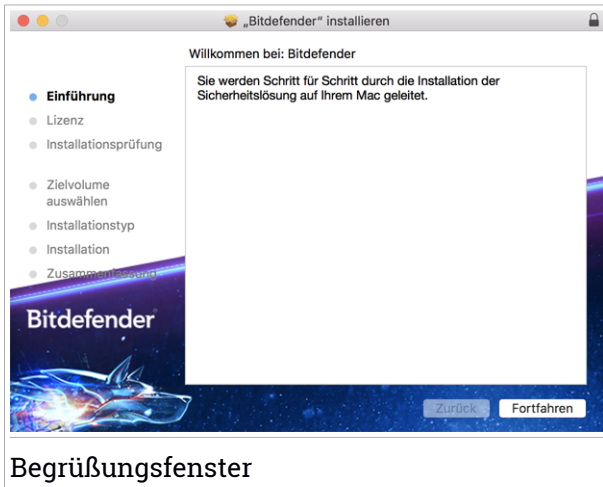 „Bitdefender“ installieren
Willkommen bei: Bitdefender
Einführung
Lizenz
Installationsprüfung
Zielvolume
auswählen
Installationstyp
Installation
Zusammenfassung
Sie werden Schritt für Schritt durch die Installation der
Sicherheitslösung auf Ihrem Mac geleitet.
Bitdefender
Zurück
Fortfahren
Begrüßungsfenster